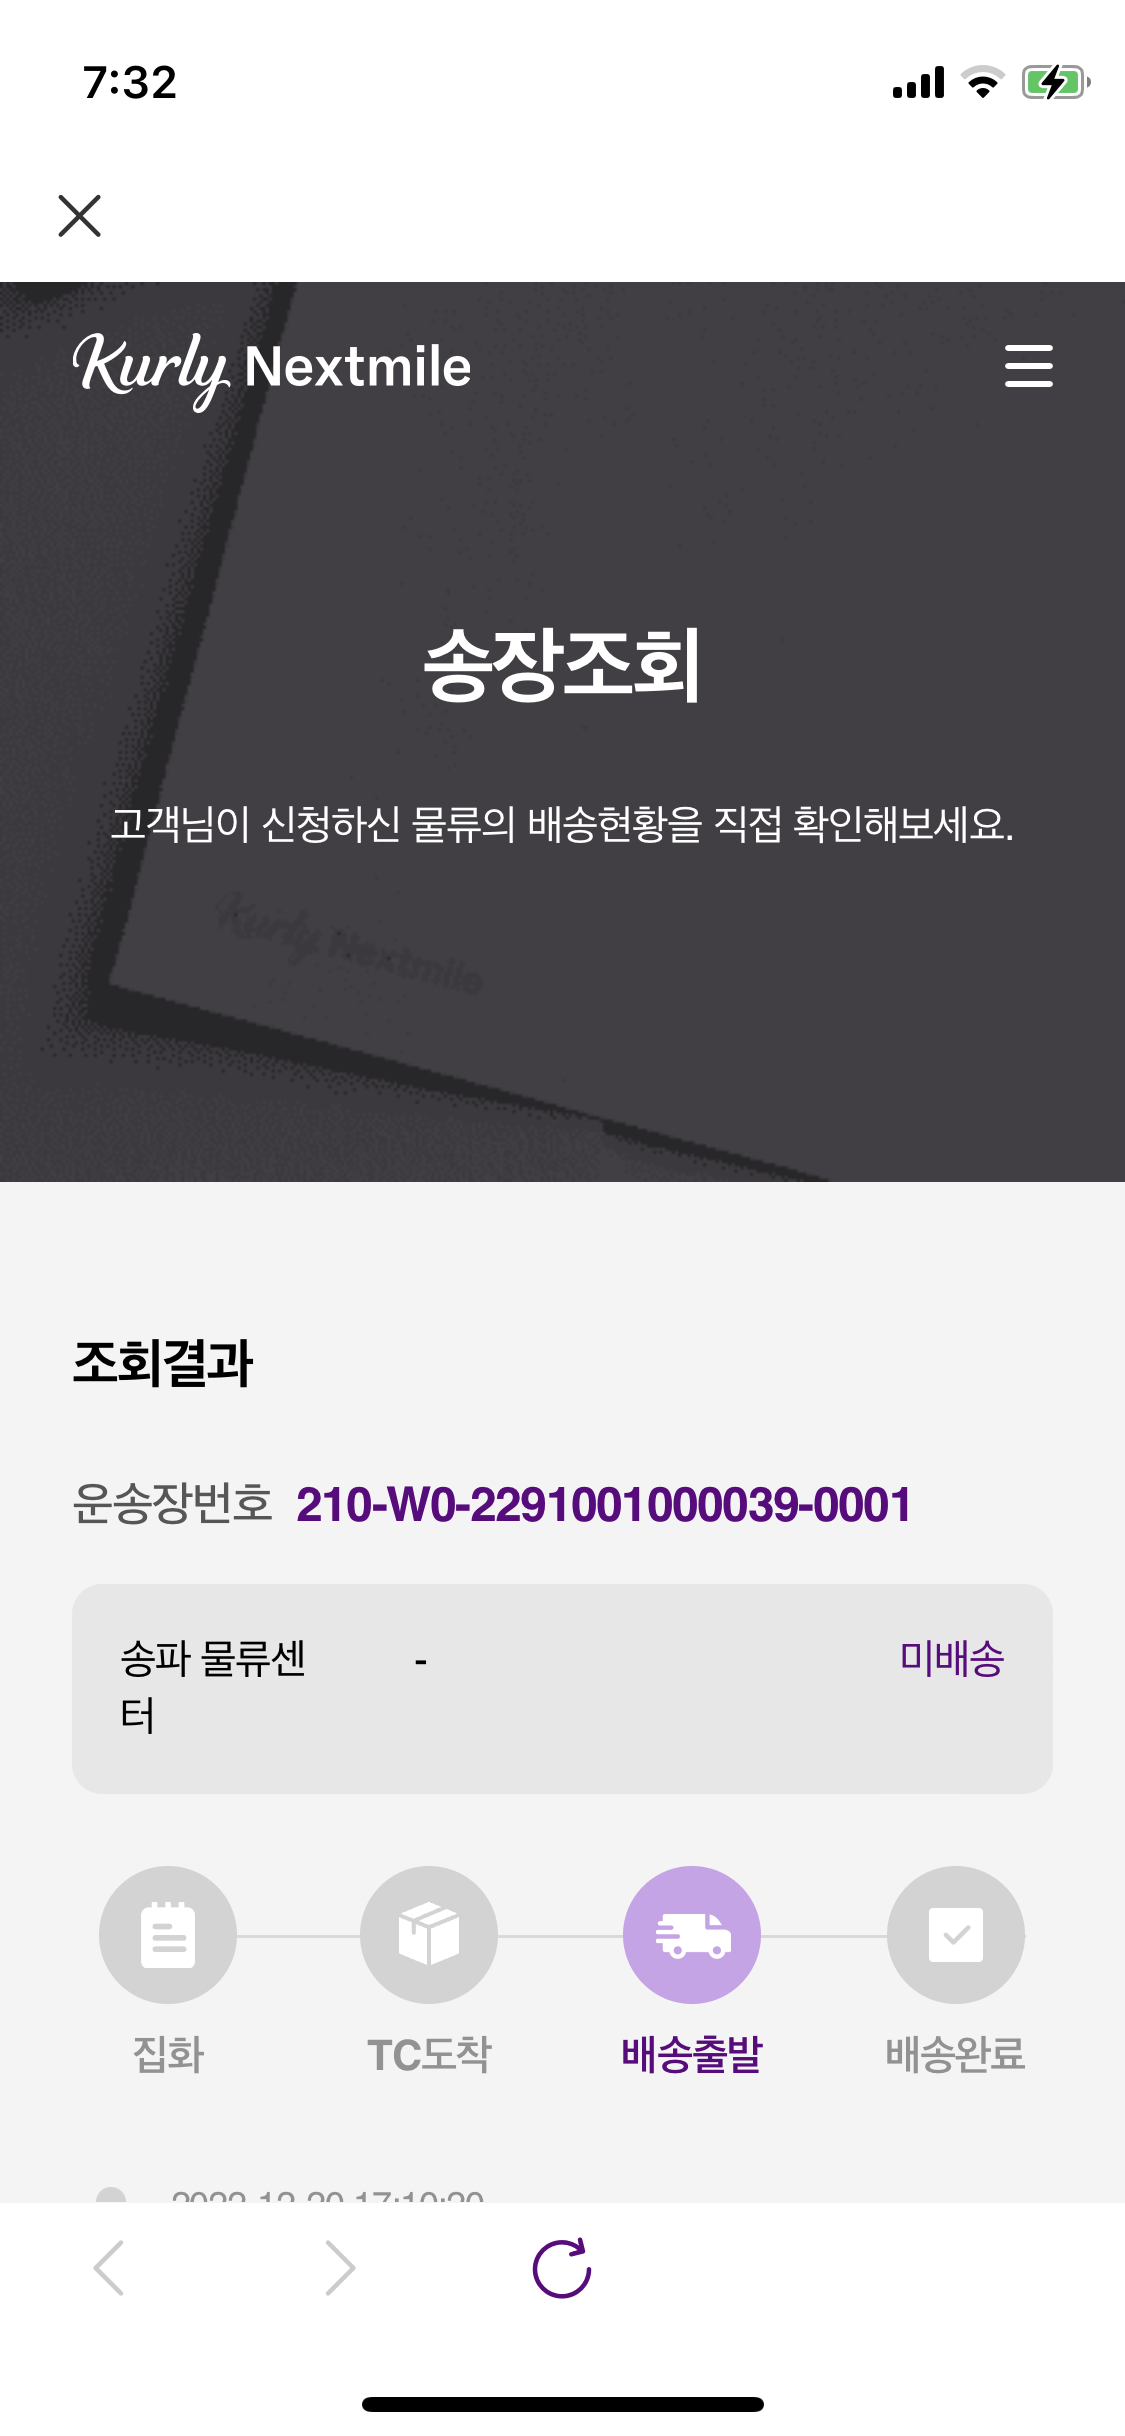 7:32
Kurly Nextmile
송장조회
고객님이 신청하신 물류의 배송현황을 직접 확인해보세요.
Kurly Nextmile
조회결과
운송장번호 210-W0-2291001000039-0001
송파 물류센 - 미배송
터
집화 TC도착 배송출발 배송완료